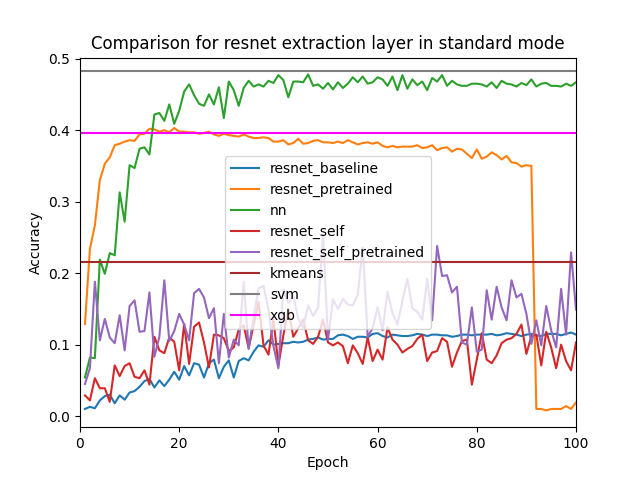 Comparison for resnet extraction layer in standard mode
Accuracy
0.5
0.4
0.3
0.2
0.1
0.0
resnet_baseline
resnet_pretrained
nn
resnet_self
resnet_self_pretrained
kmeans
svm
xgb
0 20 40 60 80 100
Epoch